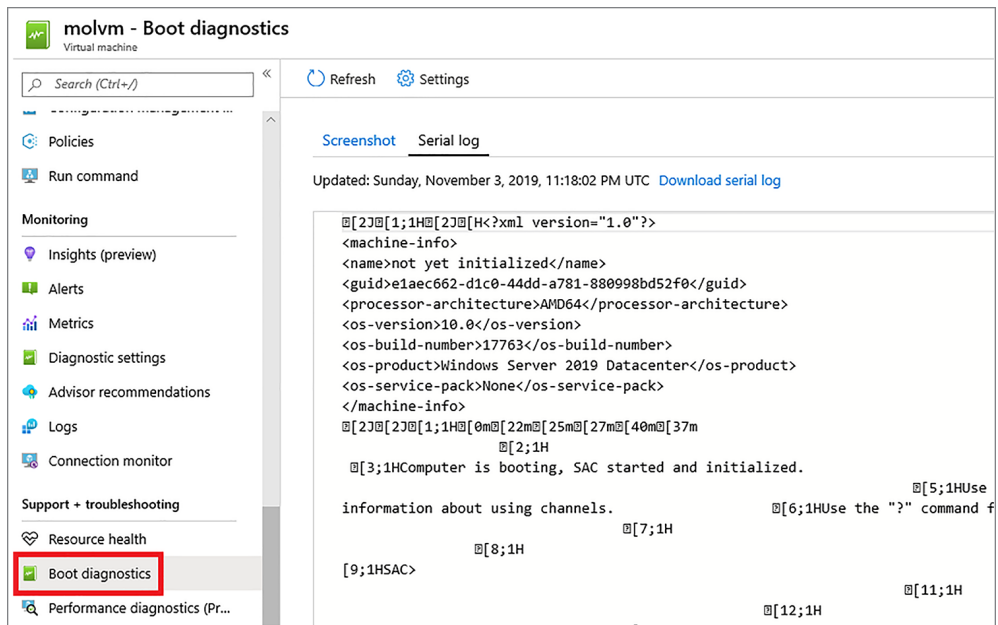 molvm - Boot diagnostics
Virtual machine
Search (Ctrl+/)
«
Configuration management ...
Policies
Run command
Monitoring
Insights (preview)
Alerts
Metrics
Diagnostic settings
Advisor recommendations
Logs
Connection monitor
Support + troubleshooting
Resource health
Boot diagnostics
Performance diagnostics (Pr...
Refresh
Settings
Screenshot
Serial log
Updated: Sunday, November 3, 2019, 11:18:02 PM UTC Download serial log
⍰[2J⍰[1;1H⍰[2J⍰[H<?xml version="1.0"?>
<machine-info>
<name>not yet initialized</name>
<guid>e1aec662-d1c0-44dd-a781-880998bd52f0</guid>
<processor-architecture>AMD64</processor-architecture>
<os-version>10.0</os-version>
<os-build-number>17763</os-build-number>
<os-product>Windows Server 2019 Datacenter</os-product>
<os-service-pack>None</os-service-pack>
</machine-info>
⍰[2J⍰[2J⍰[1;1H⍰[0m⍰[22m⍰[25m⍰[27m⍰[40m⍰[37m
⍰[2;1H
⍰[3;1HComputer is booting, SAC started and initialized.
⍰[5;1HUse
information about using channels. ⍰[6;1HUse the "?" command f
⍰[7;1H
⍰[8;1H
[9;1HSAC>
⍰[11;1H
⍰[12;1H